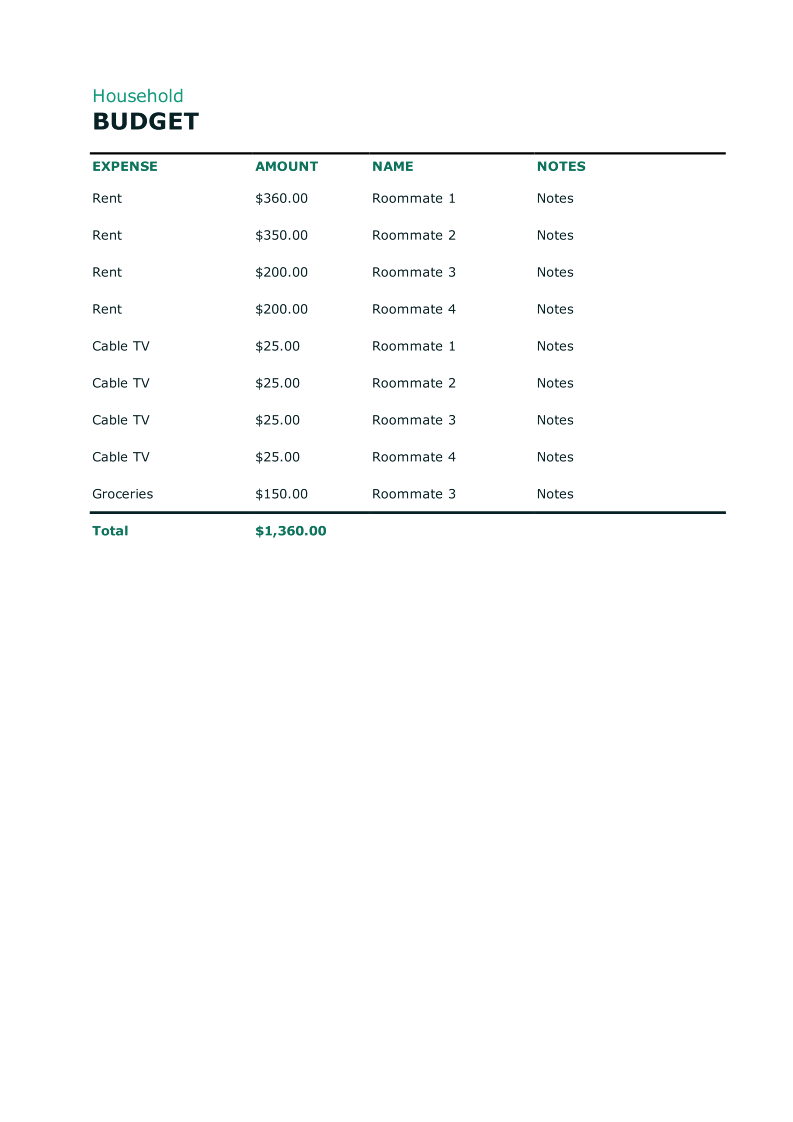 Household
BUDGET
EXPENSE AMOUNT NAME NOTES
Rent $360.00 Roommate 1 Notes
Rent $350.00 Roommate 2 Notes
Rent $200.00 Roommate 3 Notes
Rent $200.00 Roommate 4 Notes
Cable TV $25.00 Roommate 1 Notes
Cable TV $25.00 Roommate 2 Notes
Cable TV $25.00 Roommate 3 Notes
Cable TV $25.00 Roommate 4 Notes
Groceries $150.00 Roommate 3 Notes
Total $1,360.00